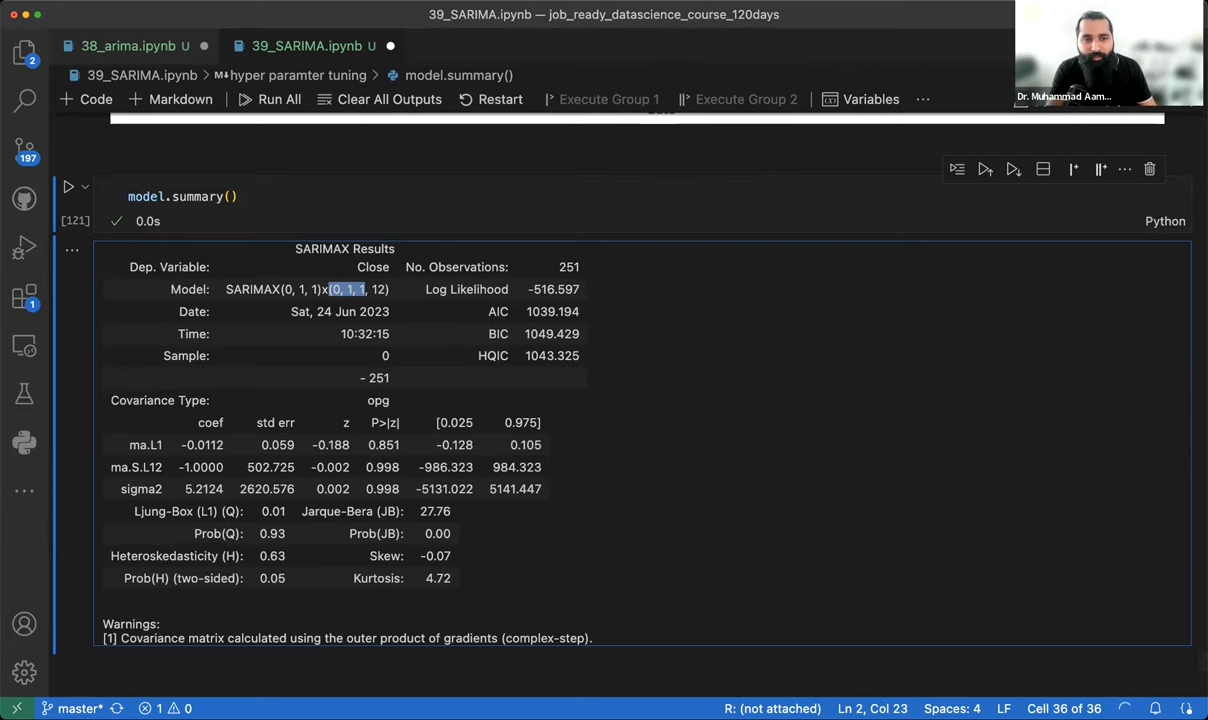 39_SARIMA.ipynb — job_ready_datascience_course_120days
38_arima.ipynb U
39_SARIMA.ipynb U
39_SARIMA.ipynb > M↓hyper paramter tuning > model.summary()
Code Markdown Run All Clear All Outputs Restart Execute Group 1 Execute Group 2 Variables ...
Dr. Muhammad Aam...
2
197
1
model.summary()
[121] 0.0s Python
SARIMAX Results
Dep. Variable: Close No. Observations: 251
Model: SARIMAX(0, 1, 1)x(0, 1, 1, 12) Log Likelihood -516.597
Date: Sat, 24 Jun 2023 AIC 1039.194
Time: 10:32:15 BIC 1049.429
Sample: 0 HQIC 1043.325
- 251
Covariance Type: opg
coef std err z P>|z| [0.025 0.975]
ma.L1 -0.0112 0.059 -0.188 0.851 -0.128 0.105
ma.S.L12 -1.0000 502.725 -0.002 0.998 -986.323 984.323
sigma2 5.2124 2620.576 0.002 0.998 -5131.022 5141.447
Ljung-Box (L1) (Q): 0.01 Jarque-Bera (JB): 27.76
Prob(Q): 0.93 Prob(JB): 0.00
Heteroskedasticity (H): 0.63 Skew: -0.07
Prob(H) (two-sided): 0.05 Kurtosis: 4.72
Warnings:
[1] Covariance matrix calculated using the outer product of gradients (complex-step).
master* 1 0 R: (not attached) Ln 2, Col 23 Spaces: 4 LF Cell 36 of 36